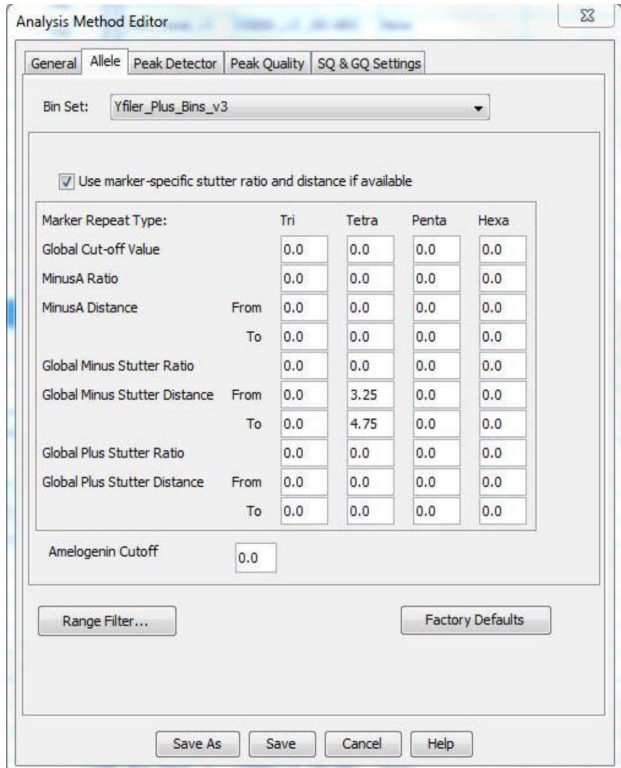 Analysis Method Editor
General Allele Peak Detector Peak Quality SQ & GQ Settings
Bin Set: Yfiler_Plus_Bins_v3
Use marker-specific stutter ratio and distance if available
Marker Repeat Type: Tri Tetra Penta Hexa
Global Cut-off Value 0.0 0.0 0.0 0.0
MinusA Ratio 0.0 0.0 0.0 0.0
MinusA Distance From 0.0 0.0 0.0 0.0
To 0.0 0.0 0.0 0.0
Global Minus Stutter Ratio 0.0 0.0 0.0 0.0
Global Minus Stutter Distance From 0.0 3.25 0.0 0.0
To 0.0 4.75 0.0 0.0
Global Plus Stutter Ratio 0.0 0.0 0.0 0.0
Global Plus Stutter Distance From 0.0 0.0 0.0 0.0
To 0.0 0.0 0.0 0.0
Amelogenin Cutoff 0.0
Range Filter... Factory Defaults
Save As Save Cancel Help